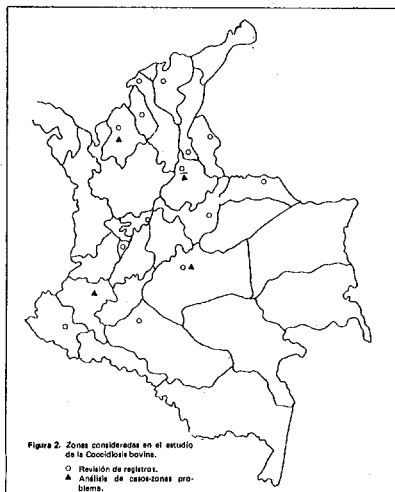 Figura 2. Zonas consideradas en el estudio
de la Coccidiosis bovina.
○ Revisión de registros.
▲ Análisis de casos-zonas pro-
blema.